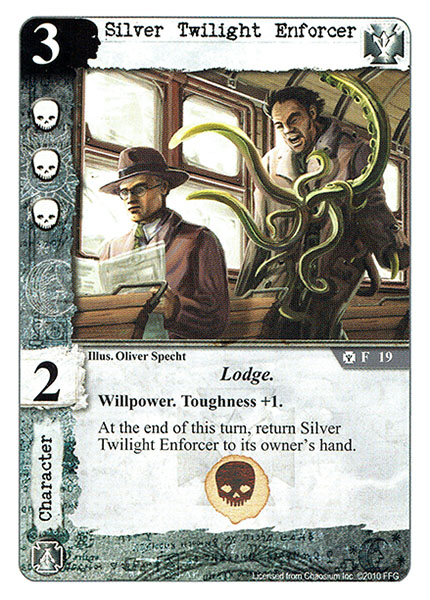 3
Silver Twilight Enforcer
Illus. Oliver Specht
F 19
2
Lodge.
Willpower. Toughness +1.
At the end of this turn, return Silver
Twilight Enforcer to its owner's hand.
Character
Licensed from Chaosium Inc. ©2010 FFG